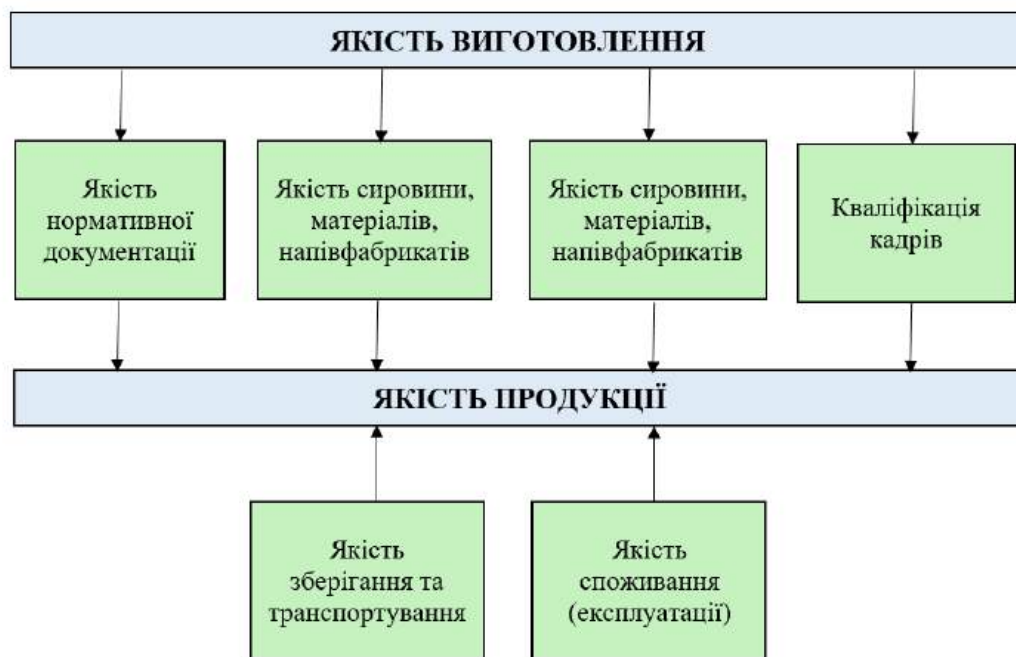 ЯКІСТЬ ВИГОТОВЛЕННЯ
Якість
нормативної
документації
Якість сировини,
матеріалів,
напівфабрикатів
Якість сировини,
матеріалів,
напівфабрикатів
Кваліфікація
кадрів
ЯКІСТЬ ПРОДУКЦІЇ
Якість
зберігання та
транспортування
Якість
споживання
(експлуатації)